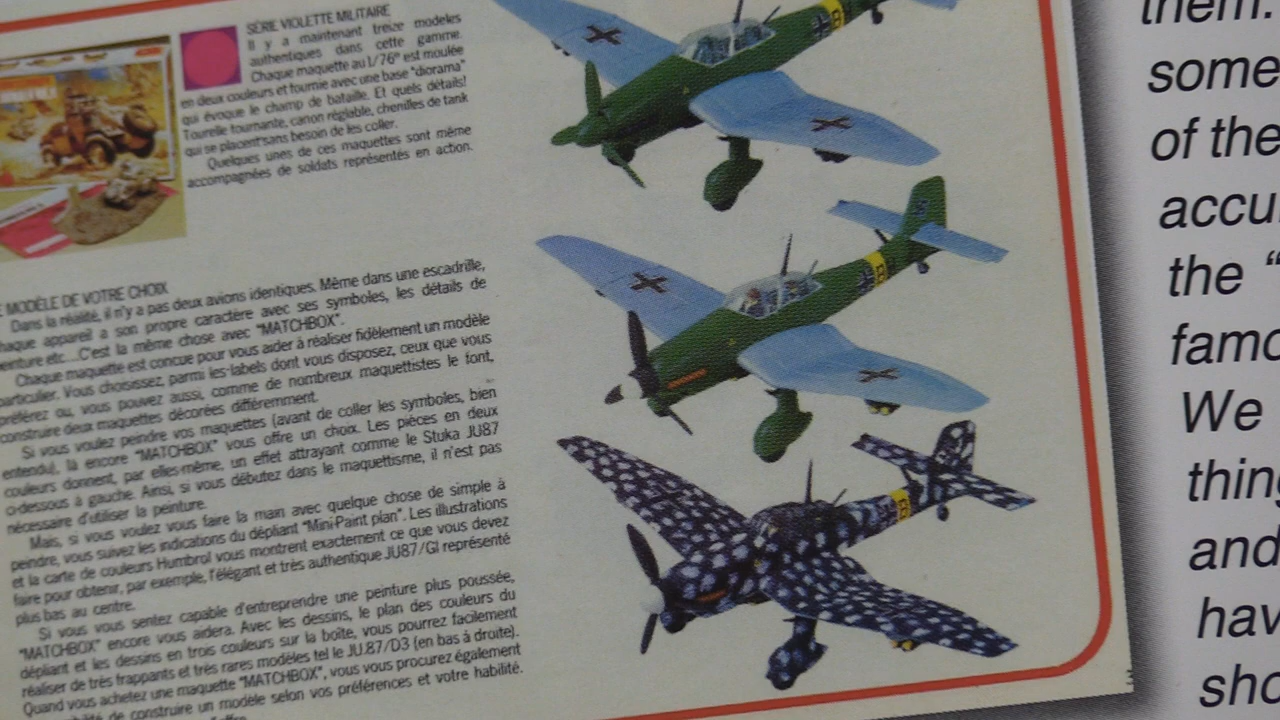 SÉRIE VIOLETTE MILITAIRE
Il y a maintenant treize modèles
authentiques dans cette gamme.
Chaque maquette au 1/76e est moulée
en deux couleurs et fournie avec une base "diorama"
qui évoque le champ de bataille. Et quels détails!
Tourelle tournante, canon réglable, chenilles de tank
qui se placent sans besoin de les coller.
Quelques unes de ces maquettes sont même
accompagnées de soldats représentés en action.
MODÈLE DE VOTRE CHOIX
Dans la réalité, il n'y a pas deux avions identiques. Même dans une escadrille,
haque appareil a son propre caractère avec ses symboles, les détails de
einture etc...C'est la même chose avec "MATCHBOX".
Chaque maquette est concue pour vous aider à réaliser fidèlement un modèle
particulier. Vous choisissez, parmi les labels dont vous disposez, ceux que vous
préférez ou, vous pouvez aussi, comme de nombreux maquettistes le font,
construire deux maquettes décorées différemment.
Si vous voulez peindre vos maquettes (avant de coller les symboles, bien
entendu), là encore "MATCHBOX" vous offre un choix. Les pièces en deux
couleurs donnent, par elles-même, un effet attrayant comme le Stuka JU87
ci-dessous à gauche. Ainsi, si vous débutez dans le maquettisme, il n'est pas
nécessaire d'utiliser la peinture.
Mais, si vous voulez vous faire la main avec quelque chose de simple à
peindre, vous suivez les indications du dépliant "Mini-Paint plan". Les illustrations
et la carte de couleurs Humbrol vous montrent exactement ce que vous devez
faire pour obtenir, par exemple, l'élégant et très authentique JU87/GI représenté
plus bas au centre.
Si vous vous sentez capable d'entreprendre une peinture plus poussée,
"MATCHBOX" encore vous aidera. Avec les dessins, le plan des couleurs du
dépliant et les dessins en trois couleurs sur la boîte, vous pourrez facilement
réaliser de très frappants et très rares modèles tel le JU.87/D3 (en bas à droite).
Quand vous achetez une maquette "MATCHBOX", vous vous procurez également
bilité de construire un modèle selon vos préférences et votre habilité.
them.
some
of the
accu
the "
famo
We
thing
and
hav
sho